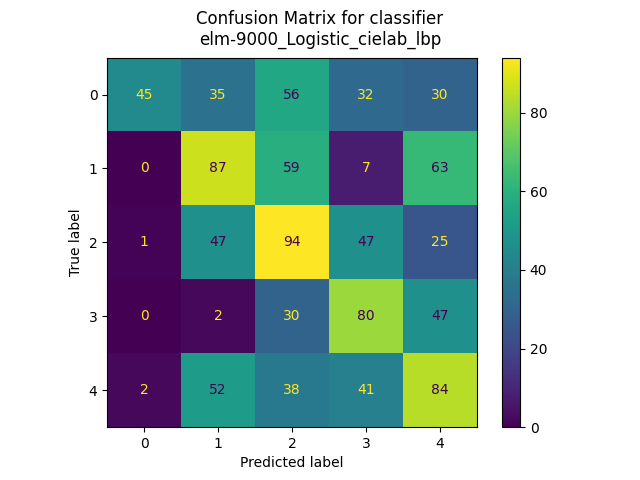 Confusion Matrix for classifier
elm-9000_Logistic_cielab_lbp
True label
0 45 35 56 32 30
1 0 87 59 7 63
2 1 47 94 47 25
3 0 2 30 80 47
4 2 52 38 41 84
0 1 2 3 4
Predicted label
80
60
40
20
0